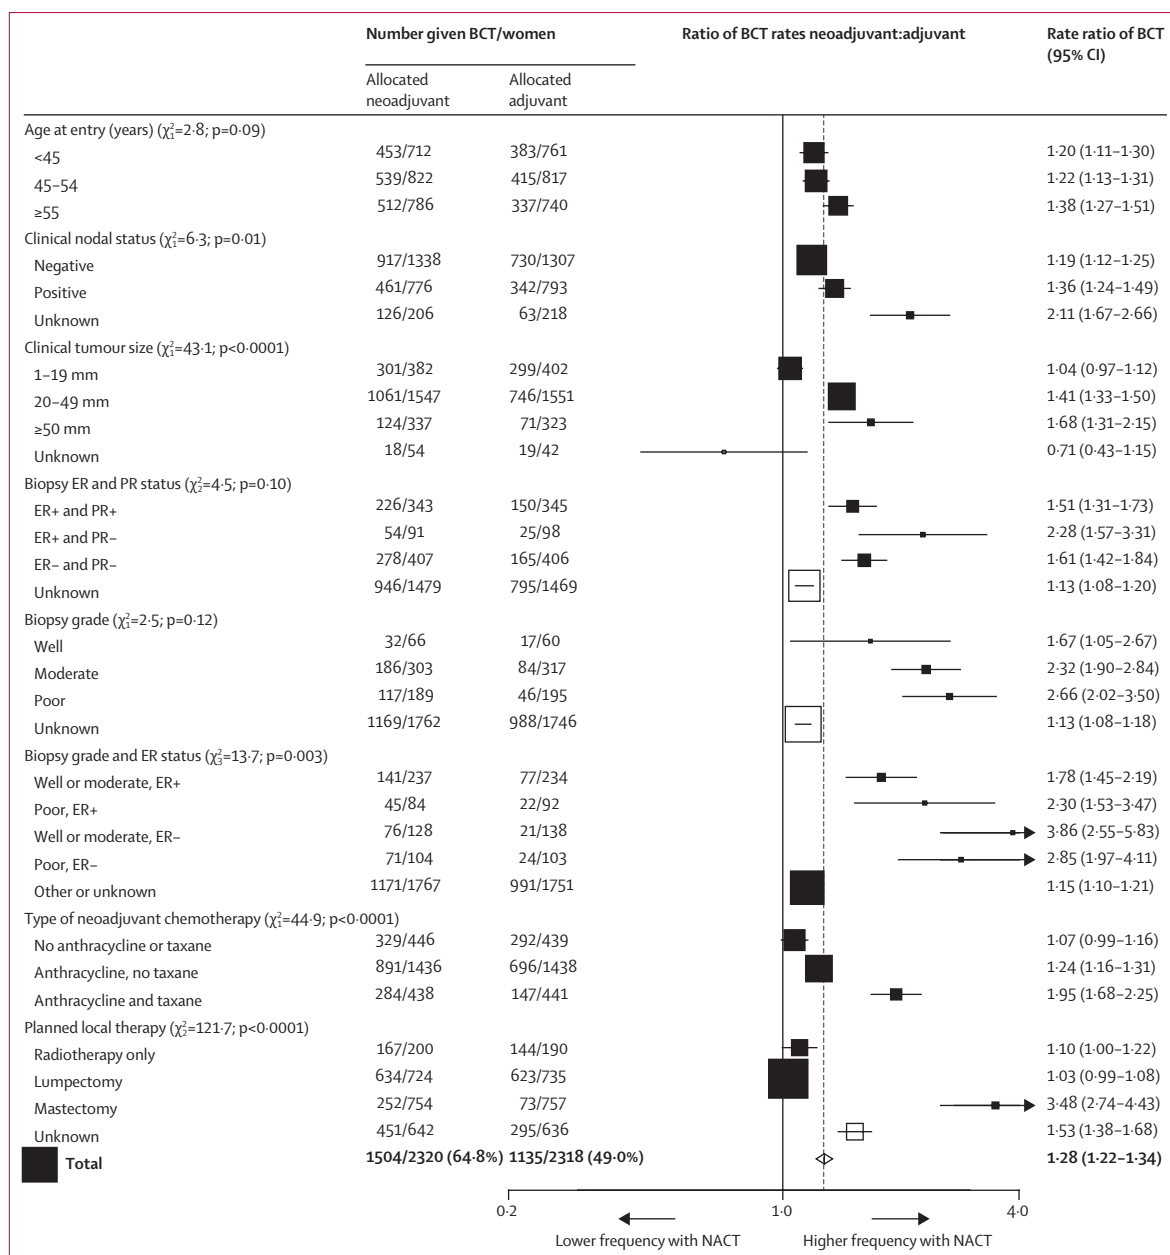 Number given BCT/women Ratio of BCT rates neoadjuvant:adjuvant Rate ratio of BCT
(95% CI)
Allocated neoadjuvant Allocated adjuvant
Age at entry (years) (χ²₁=2·8; p=0·09)
<45 453/712 383/761 1·20 (1·11–1·30)
45–54 539/822 415/817 1·22 (1·13–1·31)
≥55 512/786 337/740 1·38 (1·27–1·51)
Clinical nodal status (χ²₁=6·3; p=0·01)
Negative 917/1338 730/1307 1·19 (1·12–1·25)
Positive 461/776 342/793 1·36 (1·24–1·49)
Unknown 126/206 63/218 2·11 (1·67–2·66)
Clinical tumour size (χ²₁=43·1; p<0·0001)
1–19 mm 301/382 299/402 1·04 (0·97–1·12)
20–49 mm 1061/1547 746/1551 1·41 (1·33–1·50)
≥50 mm 124/337 71/323 1·68 (1·31–2·15)
Unknown 18/54 19/42 0·71 (0·43–1·15)
Biopsy ER and PR status (χ²₂=4·5; p=0·10)
ER+ and PR+ 226/343 150/345 1·51 (1·31–1·73)
ER+ and PR– 54/91 25/98 2·28 (1·57–3·31)
ER– and PR– 278/407 165/406 1·61 (1·42–1·84)
Unknown 946/1479 795/1469 1·13 (1·08–1·20)
Biopsy grade (χ²₁=2·5; p=0·12)
Well 32/66 17/60 1·67 (1·05–2·67)
Moderate 186/303 84/317 2·32 (1·90–2·84)
Poor 117/189 46/195 2·66 (2·02–3·50)
Unknown 1169/1762 988/1746 1·13 (1·08–1·18)
Biopsy grade and ER status (χ²₃=13·7; p=0·003)
Well or moderate, ER+ 141/237 77/234 1·78 (1·45–2·19)
Poor, ER+ 45/84 22/92 2·30 (1·53–3·47)
Well or moderate, ER– 76/128 21/138 3·86 (2·55–5·83)
Poor, ER– 71/104 24/103 2·85 (1·97–4·11)
Other or unknown 1171/1767 991/1751 1·15 (1·10–1·21)
Type of neoadjuvant chemotherapy (χ²₁=44·9; p<0·0001)
No anthracycline or taxane 329/446 292/439 1·07 (0·99–1·16)
Anthracycline, no taxane 891/1436 696/1438 1·24 (1·16–1·31)
Anthracycline and taxane 284/438 147/441 1·95 (1·68–2·25)
Planned local therapy (χ²₂=121·7; p<0·0001)
Radiotherapy only 167/200 144/190 1·10 (1·00–1·22)
Lumpectomy 634/724 623/735 1·03 (0·99–1·08)
Mastectomy 252/754 73/757 3·48 (2·74–4·43)
Unknown 451/642 295/636 1·53 (1·38–1·68)
Total 1504/2320 (64·8%) 1135/2318 (49·0%) 1·28 (1·22–1·34)
0·2 1·0 4·0
Lower frequency with NACT Higher frequency with NACT